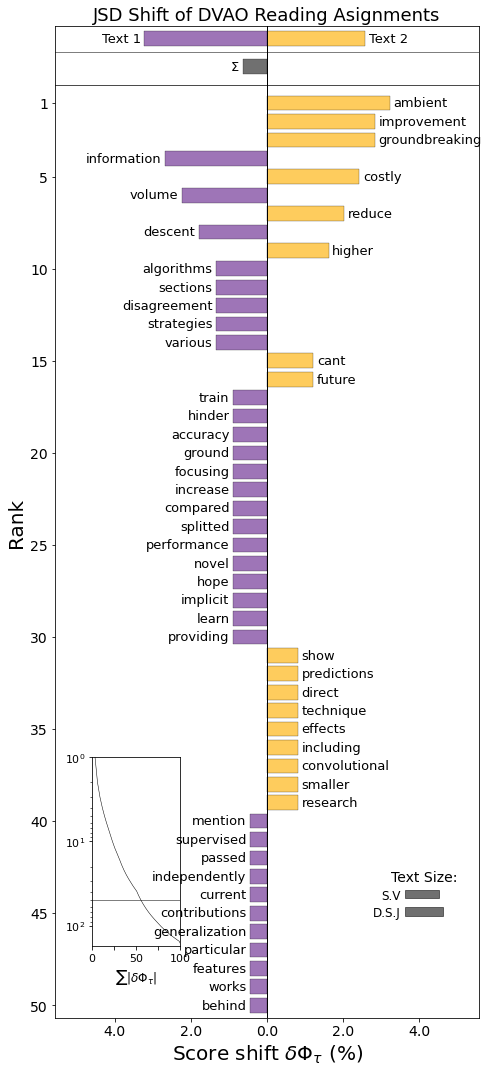 JSD Shift of DVAO Reading Asignments
Text 1 Text 2
Σ
1 ambient
improvement
groundbreaking
information
5 costly
volume
reduce
descent
higher
10 algorithms
sections
disagreement
strategies
various
15 cant
future
train
hinder
accuracy
20 ground
focusing
increase
compared
splitted
25 performance
novel
hope
implicit
learn
30 providing
show
predictions
direct
technique
35 effects
including
convolutional
smaller
research
40 mention
supervised
passed
independently
current
45 contributions
generalization
particular
features
works
50 behind
Rank
10⁰
10¹
10²
0 50 100
∑|δΦτ|
Text Size:
S.V
D.S.J
4.0 2.0 0.0 2.0 4.0
Score shift δΦτ (%)